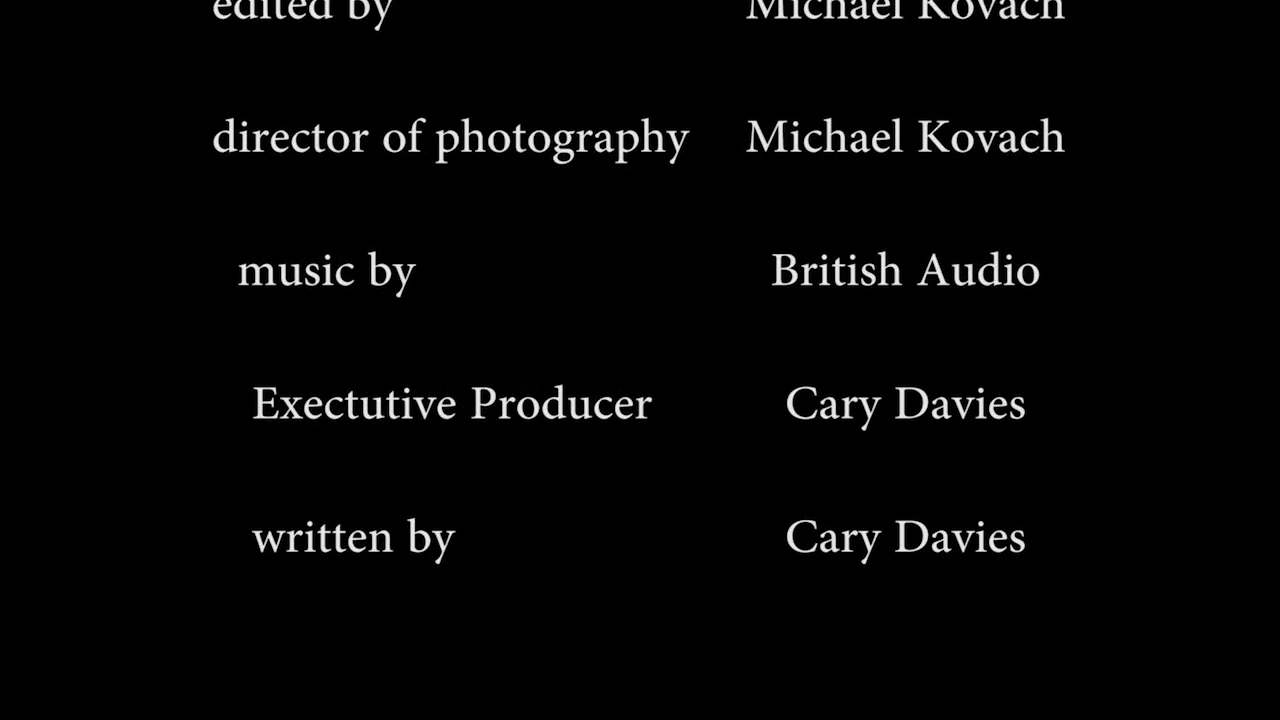 edited by Michael Kovach
director of photography Michael Kovach
music by British Audio
Exectutive Producer Cary Davies
written by Cary Davies